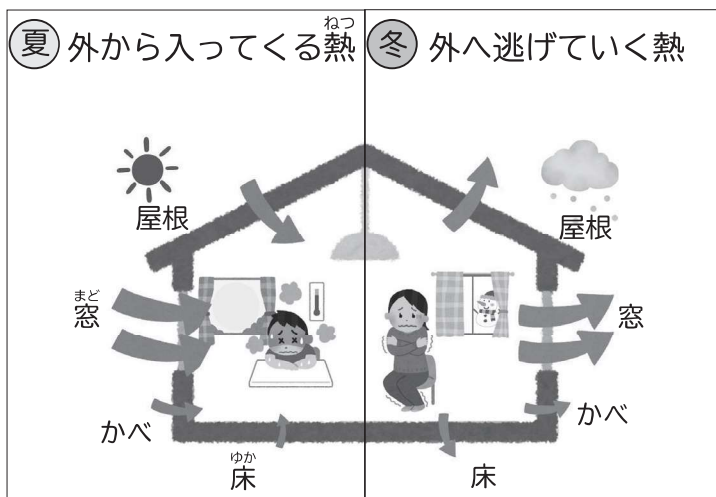 夏 外から入ってくる熱
ねつ
屋根
まど
窓
かべ
ゆか
床
冬 外へ逃げていく熱
屋根
窓
かべ
床